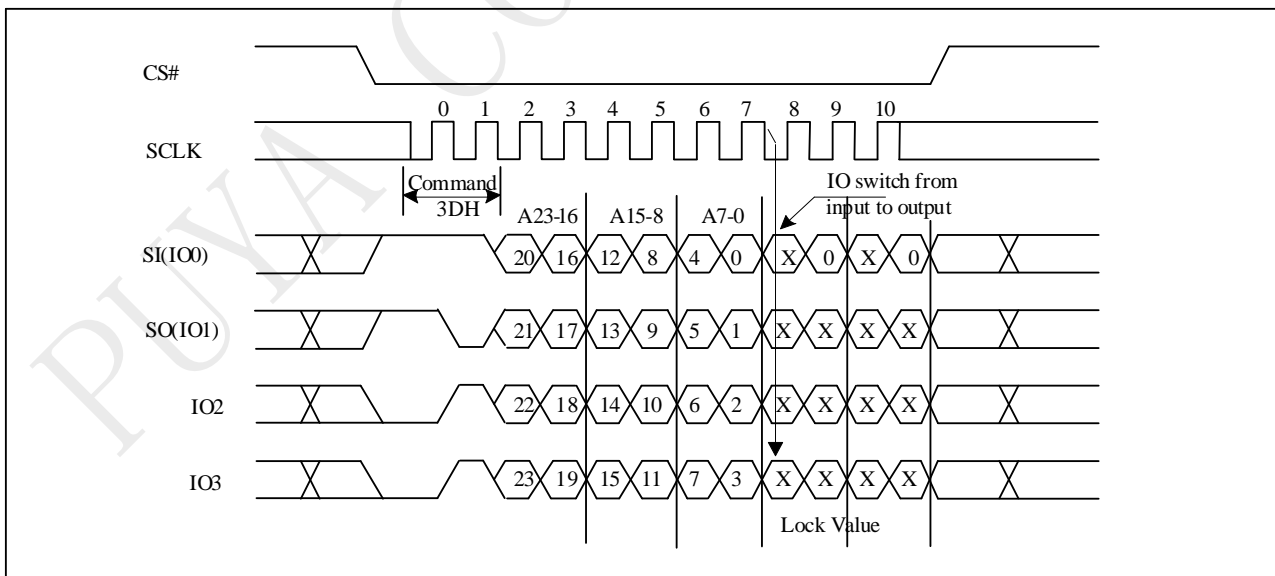 PUYA CO
CS#
0 1 2 3 4 5 6 7 8 9 10
SCLK
Command
3DH
IO switch from
input to output
A23-16 A15-8 A7-0
SI(IO0) 20 16 12 8 4 0 X 0 X 0
SO(IO1) 21 17 13 9 5 1 X X X X
IO2 22 18 14 10 6 2 X X X X
IO3 23 19 15 11 7 3 X X X X
Lock Value